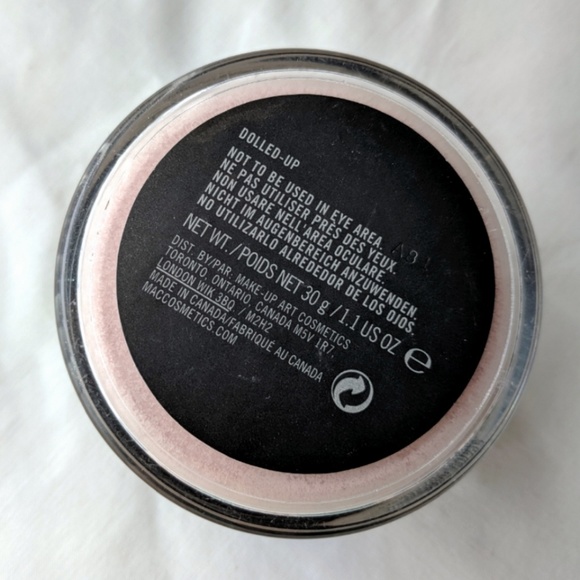 DOLLED-UP
NOT TO BE USED IN EYE AREA.
NE PAS UTILISER PRÈS DES YEUX.
NON USARE NELL'AREA OCULARE.
NICHT IM AUGENBEREICH ANZUWENDEN.
NO UTILIZARLO ALREDEDOR DE LOS OJOS.
NET WT./POIDS NET 30 g/1.1 US OZ ℮
DIST. BY/PAR. MAKE-UP ART COSMETICS
TORONTO, ONTARIO, CANADA M5V 1R7.
LONDON W1K 3BQ / M2H2
MADE IN CANADA/FABRIQUÉ AU CANADA
MACCOSMETICS.COM